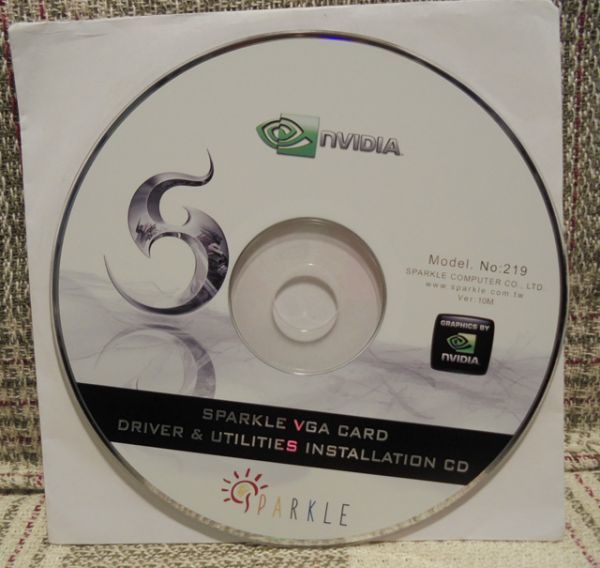 NVIDIA
Model. No:219
SPARKLE COMPUTER CO., LTD
www.sparkle.com.tw
Ver:10M
GRAPHICS BY
NVIDIA
SPARKLE VGA CARD
DRIVER & UTILITIES INSTALLATION CD
SPARKLE